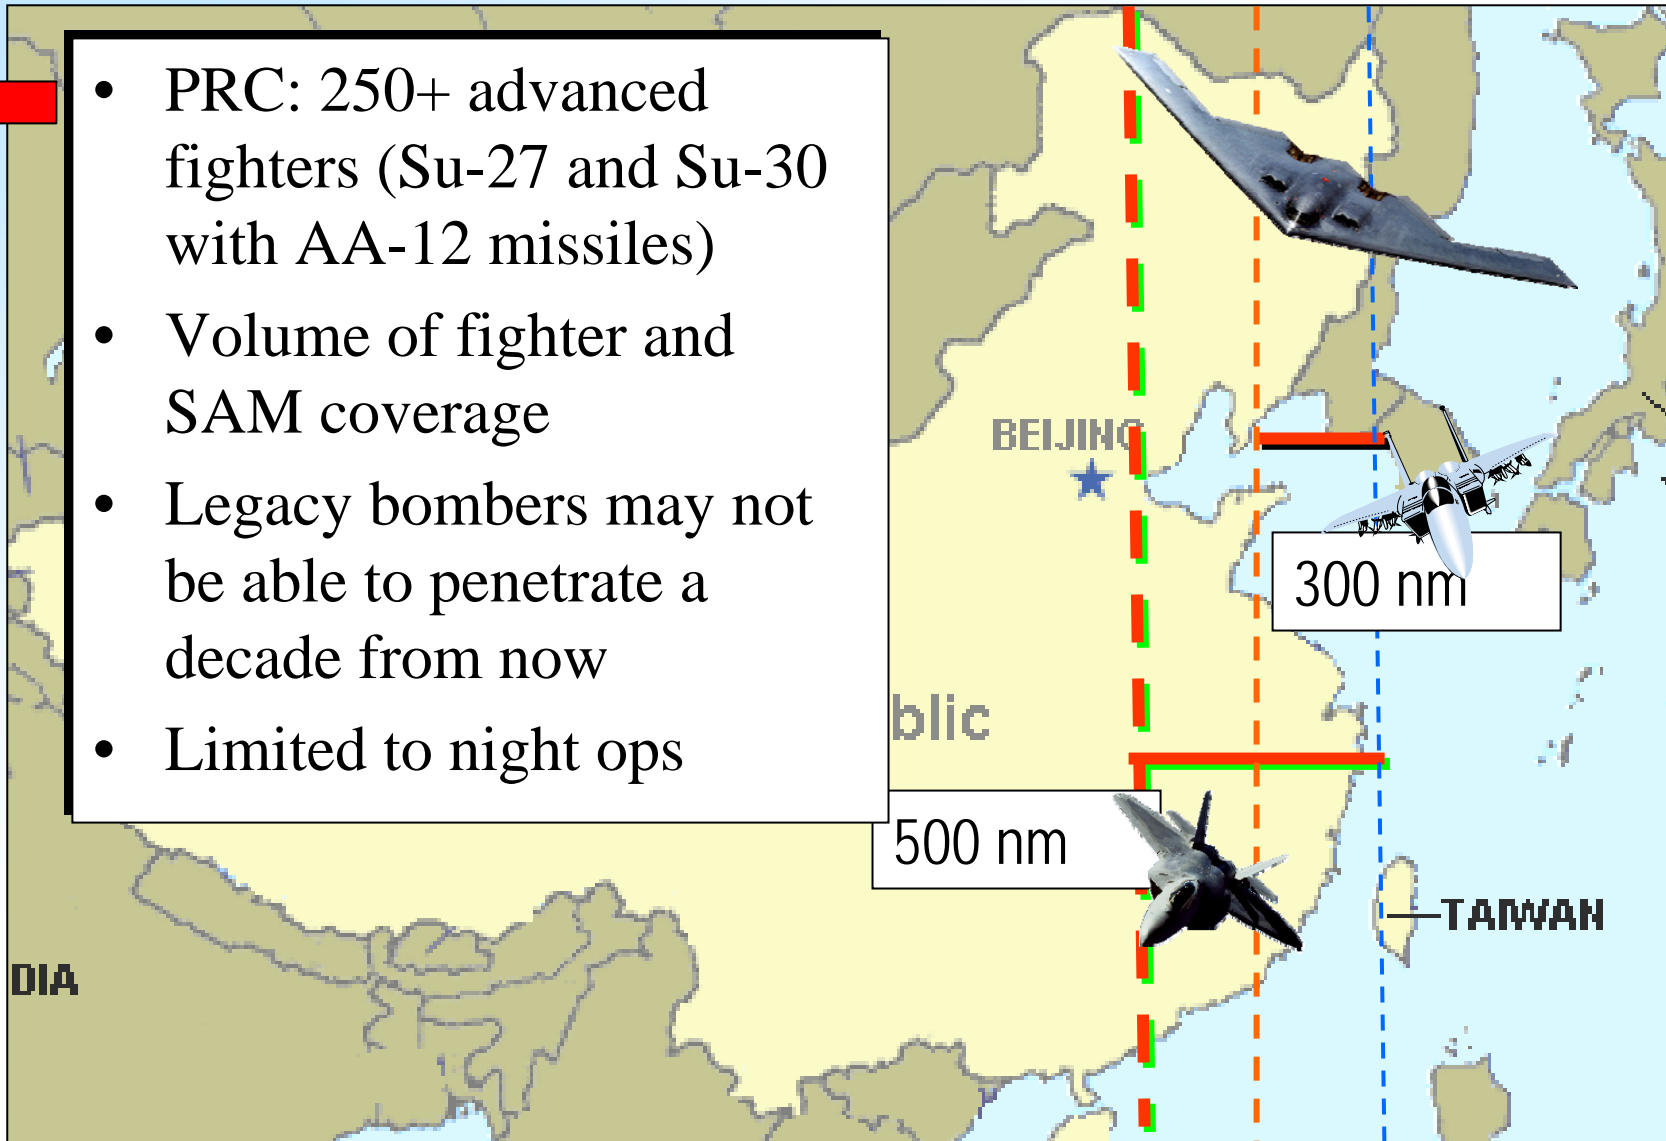 • PRC: 250+ advanced
fighters (Su-27 and Su-30
with AA-12 missiles)
• Volume of fighter and
SAM coverage
• Legacy bombers may not
be able to penetrate a
decade from now
• Limited to night ops
BEIJING
300 nm
blic
500 nm
TAIWAN
DIA